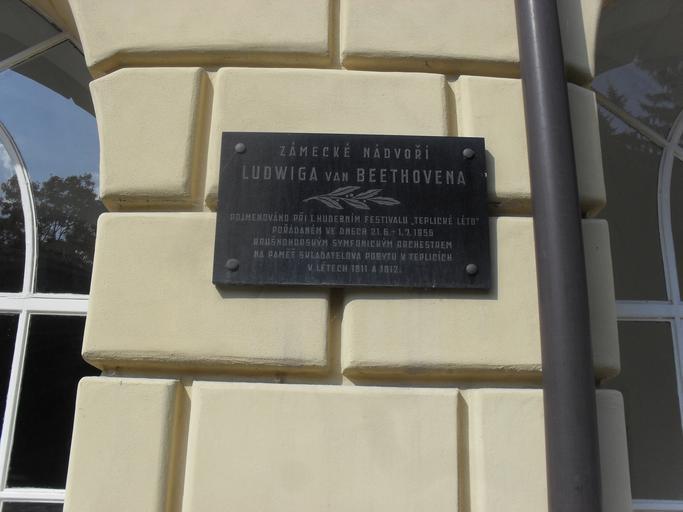 ZÁMECKÉ NÁDVOŘÍ
LUDWIGA VAN BEETHOVENA
POJMENOVÁNO PŘI I. HUDEBNÍM FESTIVALU „TEPLICKÉ LÉTO"
POŘÁDANÉM VE DNECH 21.6.-1.9. 1956
KRUŠNOHORSKÝM SYMFONICKÝM ORCHESTREM
NA PAMĚŤ SKLADATELOVA POBYTU V TEPLICÍCH
V LÉTECH 1811 A 1812.